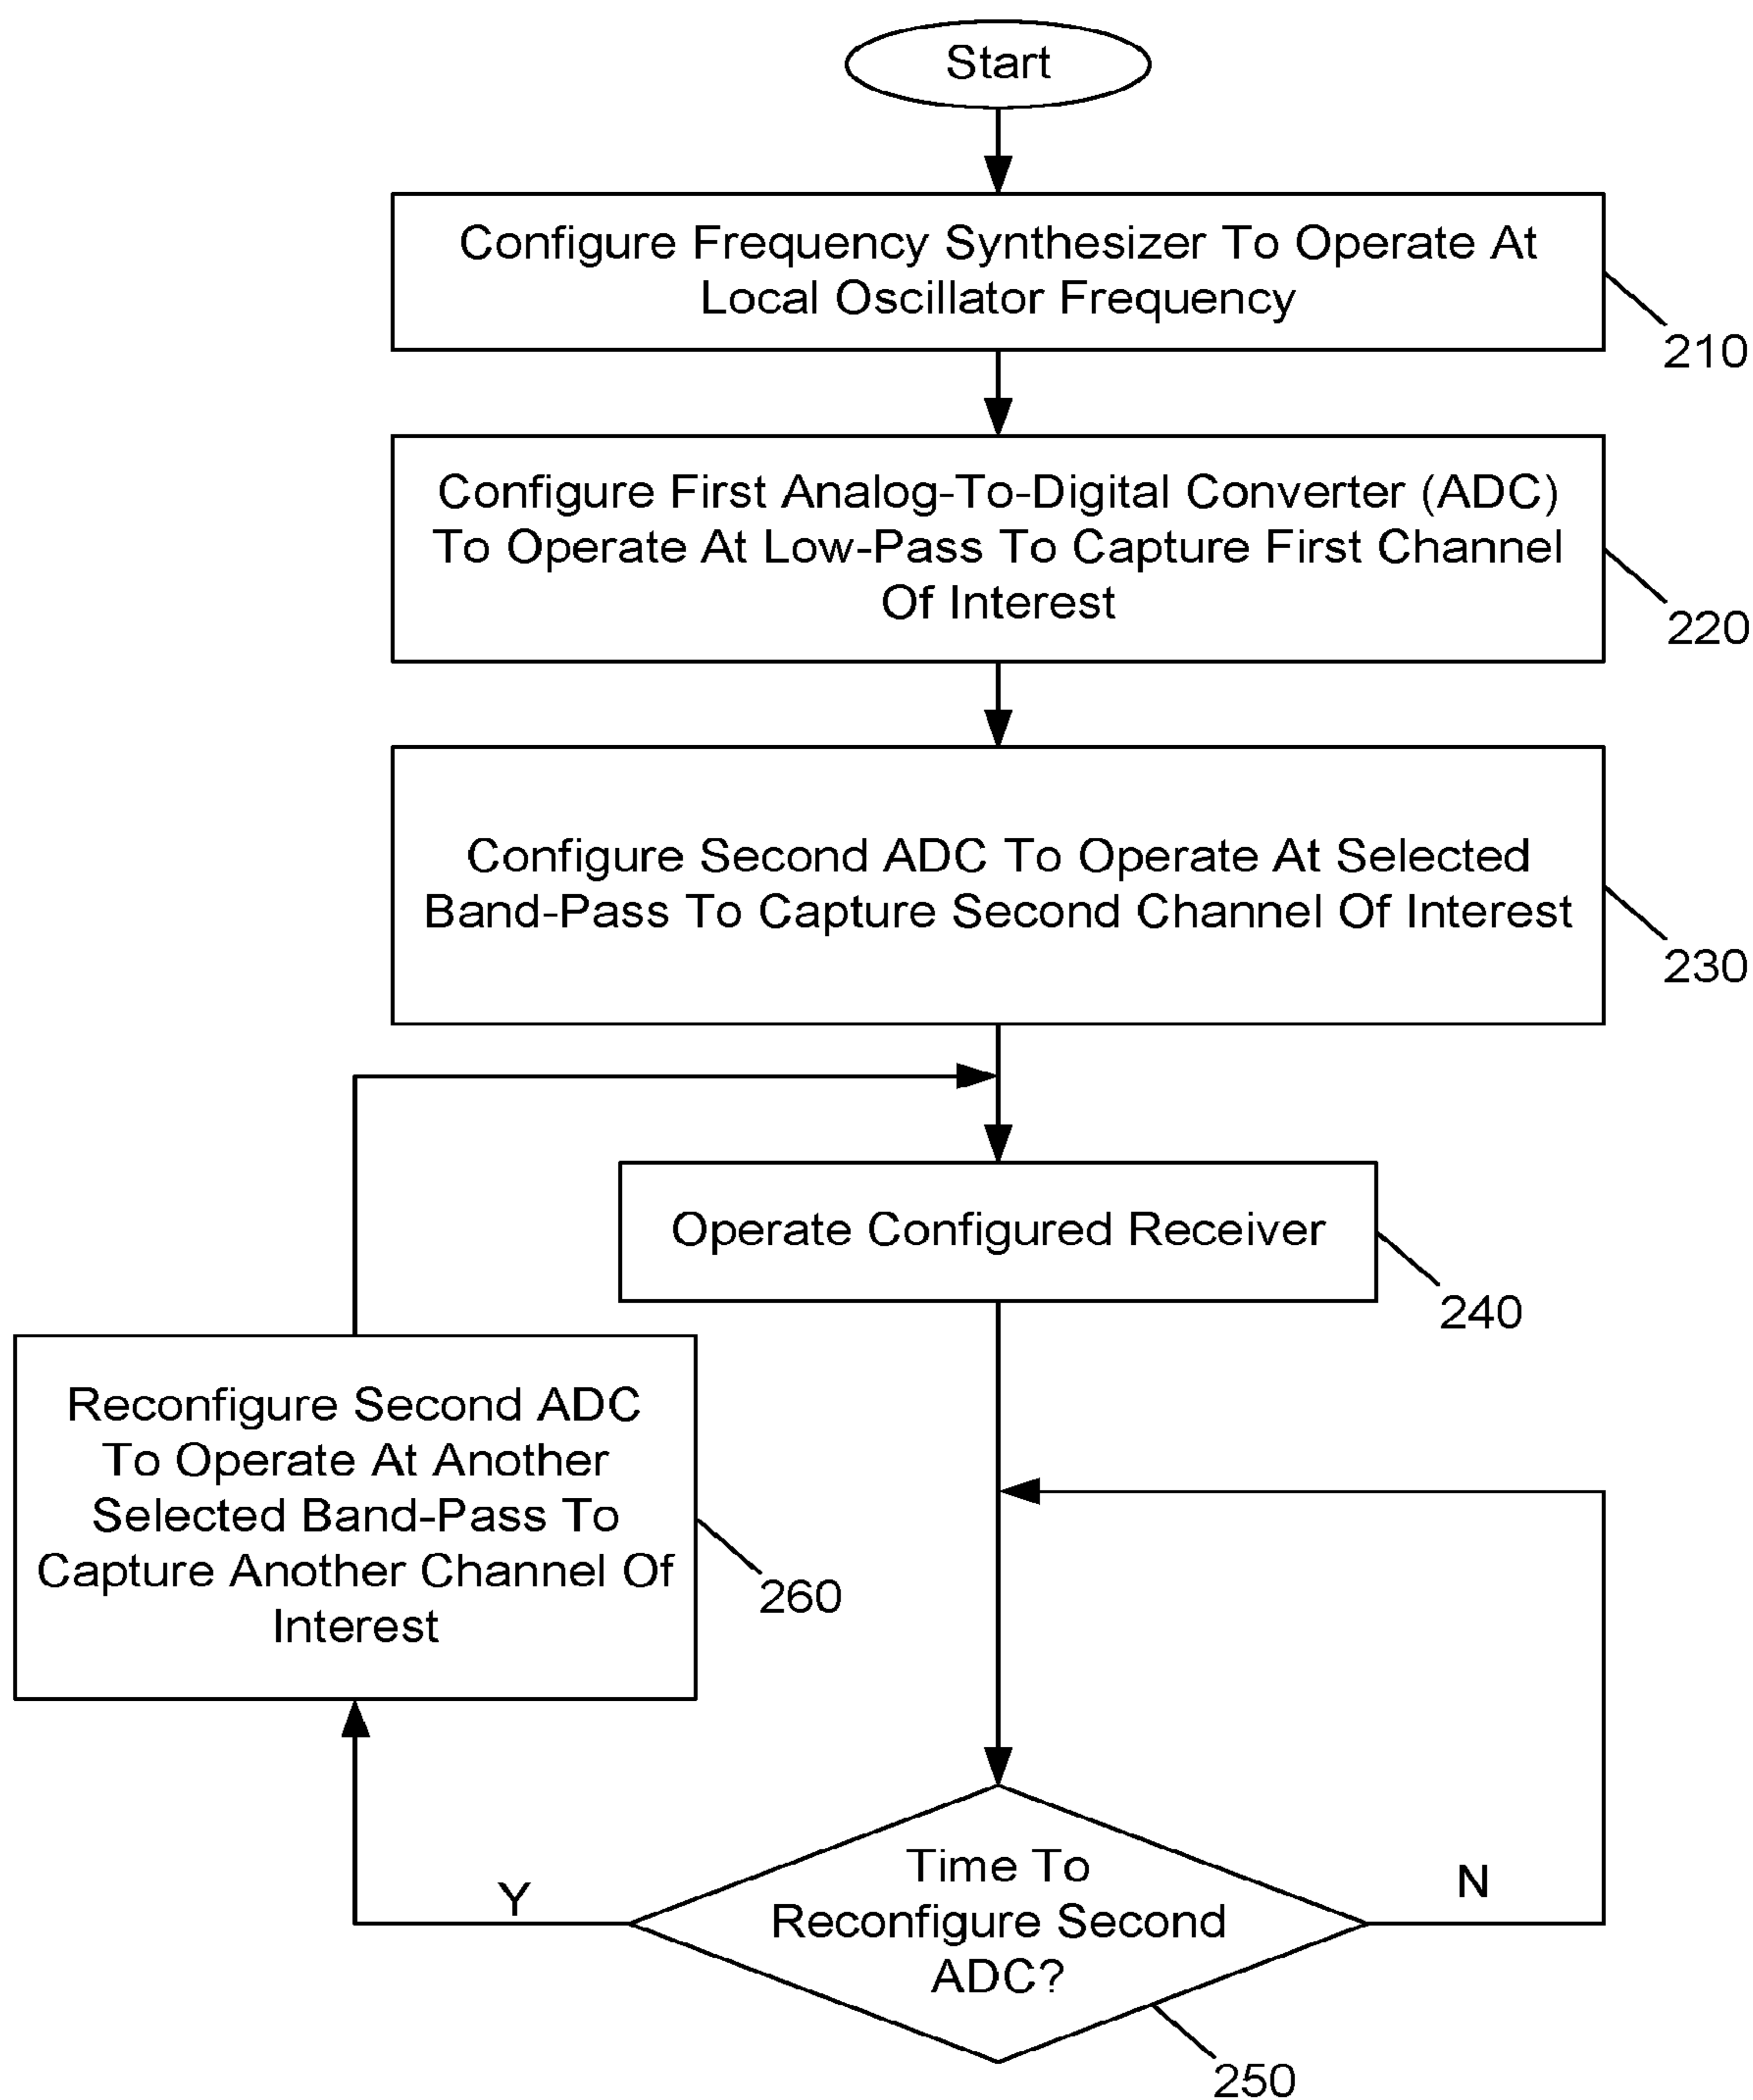 Start
Configure Frequency Synthesizer To Operate At
Local Oscillator Frequency
210
Configure First Analog-To-Digital Converter (ADC)
To Operate At Low-Pass To Capture First Channel
Of Interest
220
Configure Second ADC To Operate At Selected
Band-Pass To Capture Second Channel Of Interest
230
Operate Configured Receiver
240
Reconfigure Second ADC
To Operate At Another
Selected Band-Pass To
Capture Another Channel Of
Interest
260
Time To
Reconfigure Second
ADC?
Y
N
250